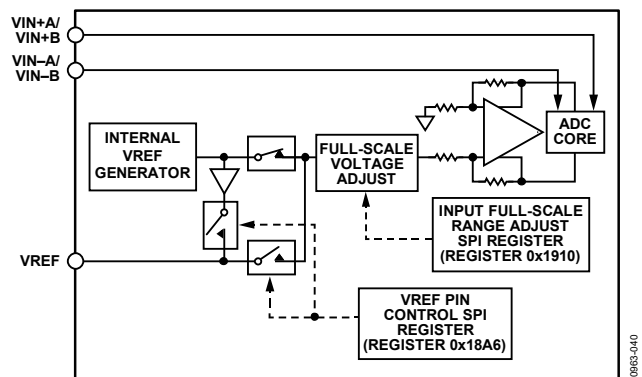 VIN+A/
VIN+B
VIN–A/
VIN–B
INTERNAL
VREF
GENERATOR
FULL-SCALE
VOLTAGE
ADJUST
ADC
CORE
INPUT FULL-SCALE
RANGE ADJUST
SPI REGISTER
(REGISTER 0x1910)
VREF
VREF PIN
CONTROL SPI
REGISTER
(REGISTER 0x18A6)
0963-040